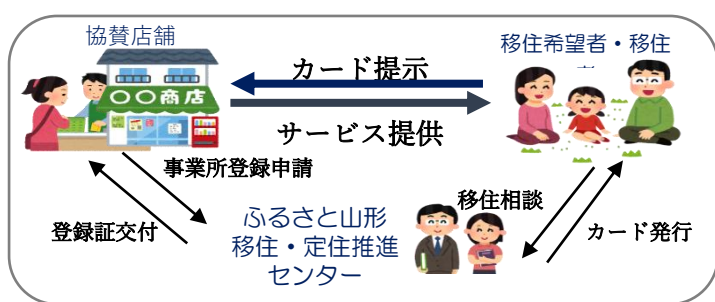 協賛店舗
移住希望者・移住
カード提示
〇〇商店
サービス提供
事業所登録申請
移住相談
登録証交付
ふるさと山形
移住・定住推進
センター
カード発行